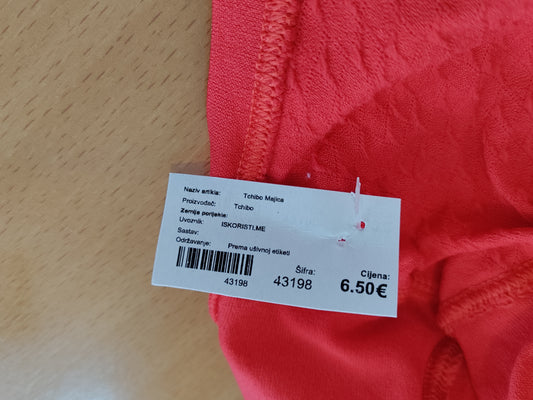 Naziv artikla: Tchibo Majica
Proizvođač: Tchibo
Zemlja porijekla:
Uvoznik: ISKORISTI.ME
Sastav:
Održavanje: Prema ušivnoj etiketi
43198
Šifra:
43198
Cijena:
6.50€